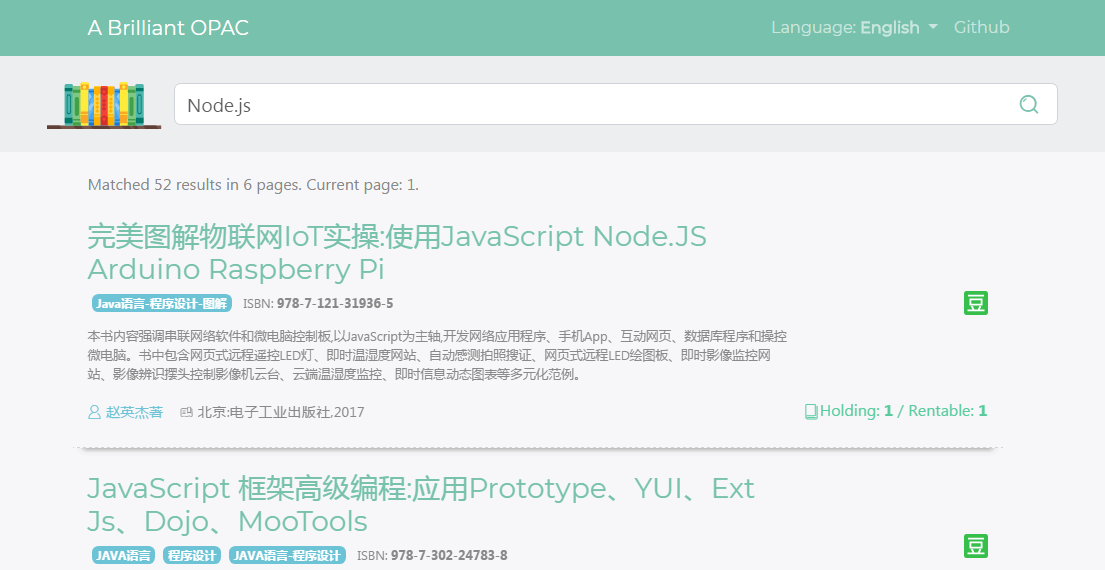 A Brilliant OPAC Language: English Github
Node.js
Matched 52 results in 6 pages. Current page: 1.
完美图解物联网IoT实操:使用JavaScript Node.JS
Arduino Raspberry Pi
Java语言-程序设计-图解 ISBN: 978-7-121-31936-5
豆
本书内容强调串联网络软件和微电脑控制板,以JavaScript为主轴,开发网络应用程序、手机App、互动网页、数据库程序和操控
微电脑。书中包含网页式远程遥控LED灯、即时温湿度网站、自动感测拍照搜证、网页式远程LED绘图板、即时影像监控网
站、影像辨识摆头控制影像机云台、云端温湿度监控、即时信息动态图表等多元化范例。
赵英杰著 北京:电子工业出版社,2017 Holding: 1 / Rentable: 1
JavaScript 框架高级编程:应用Prototype、YUI、Ext
Js、Dojo、MooTools
JAVA语言 程序设计 JAVA语言-程序设计 ISBN: 978-7-302-24783-8
豆